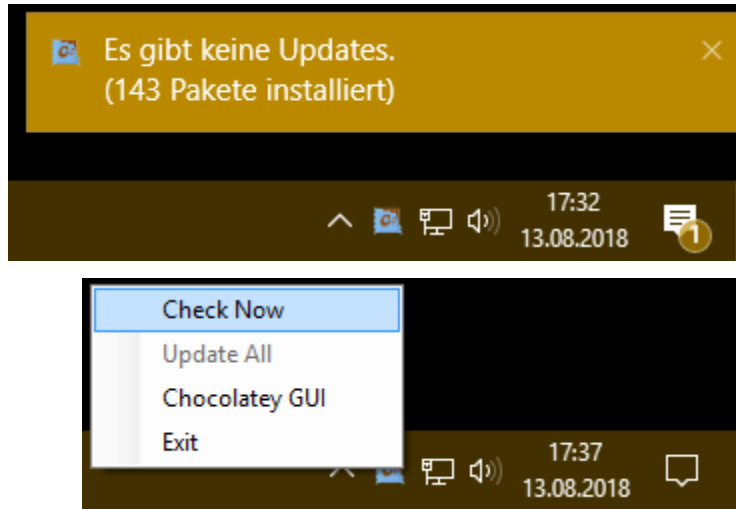 Es gibt keine Updates.
(143 Pakete installiert)
17:32
13.08.2018
1
Check Now
Update All
Chocolatey GUI
Exit
17:37
13.08.2018